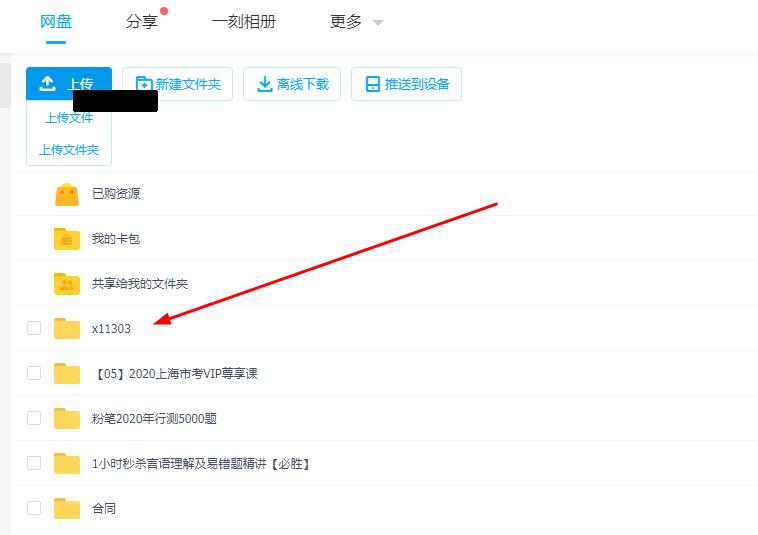 网盘 分享 一刻相册 更多
上传 新建文件夹 离线下载 推送到设备
上传文件
上传文件夹
已购资源
我的卡包
共享给我的文件夹
x11303
【05】2020上海市考VIP尊享课
粉笔2020年行测5000题
1小时秒杀言语理解及易错题精讲【必胜】
合同